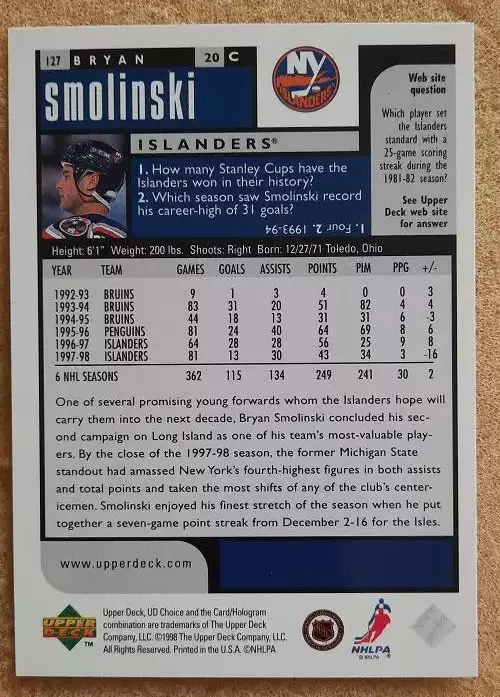 127 BRYAN 20 C
smolinski
NY
ISLANDERS
ISLANDERS®
1. How many Stanley Cups have the
Islanders won in their history?
2. Which season saw Smolinski record
his career-high of 31 goals?
1. Four 2. 1993-94
Web site
question
Which player set
the Islanders
standard with a
25-game scoring
streak during the
1981-82 season?
See Upper
Deck web site
for answer
Height: 6'1" Weight: 200 lbs. Shoots: Right Born: 12/27/71 Toledo, Ohio
YEAR TEAM GAMES GOALS ASSISTS POINTS PIM PPG +/-
1992-93 BRUINS 9 1 3 4 0 0 3
1993-94 BRUINS 83 31 20 51 82 4 4
1994-95 BRUINS 44 18 13 31 31 6 -3
1995-96 PENGUINS 81 24 40 64 69 8 6
1996-97 ISLANDERS 64 28 28 56 25 9 8
1997-98 ISLANDERS 81 13 30 43 34 3 -16
6 NHL SEASONS 362 115 134 249 241 30 2
One of several promising young forwards whom the Islanders hope will
carry them into the next decade, Bryan Smolinski concluded his sec-
ond campaign on Long Island as one of his team's most-valuable play-
ers. By the close of the 1997-98 season, the former Michigan State
standout had amassed New York's fourth-highest figures in both assists
and total points and taken the most shifts of any of the club's center-
icemen. Smolinski enjoyed his finest stretch of the season when he put
together a seven-game point streak from December 2-16 for the Isles.
www.upperdeck.com
UPPER
DECK
™
Upper Deck, UD Choice and the Card/Hologram
combination are trademarks of The Upper Deck
Company, LLC. ©1998 The Upper Deck Company, LLC.
All Rights Reserved. Printed in the U.S.A. ©NHLPA
NHLPA
© NHLPA